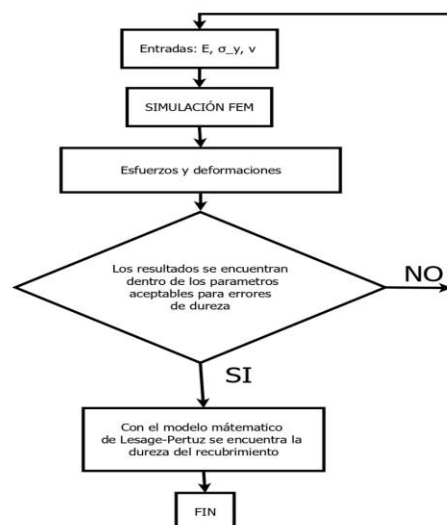 Entradas: E, σ_y, v
SIMULACIÓN FEM
Esfuerzos y deformaciones
Los resultados se encuentran
dentro de los parametros
aceptables para errores
de dureza
NO
SI
Con el modelo mátematico
de Lesage-Pertuz se encuentra la
dureza del recubrimiento
FIN